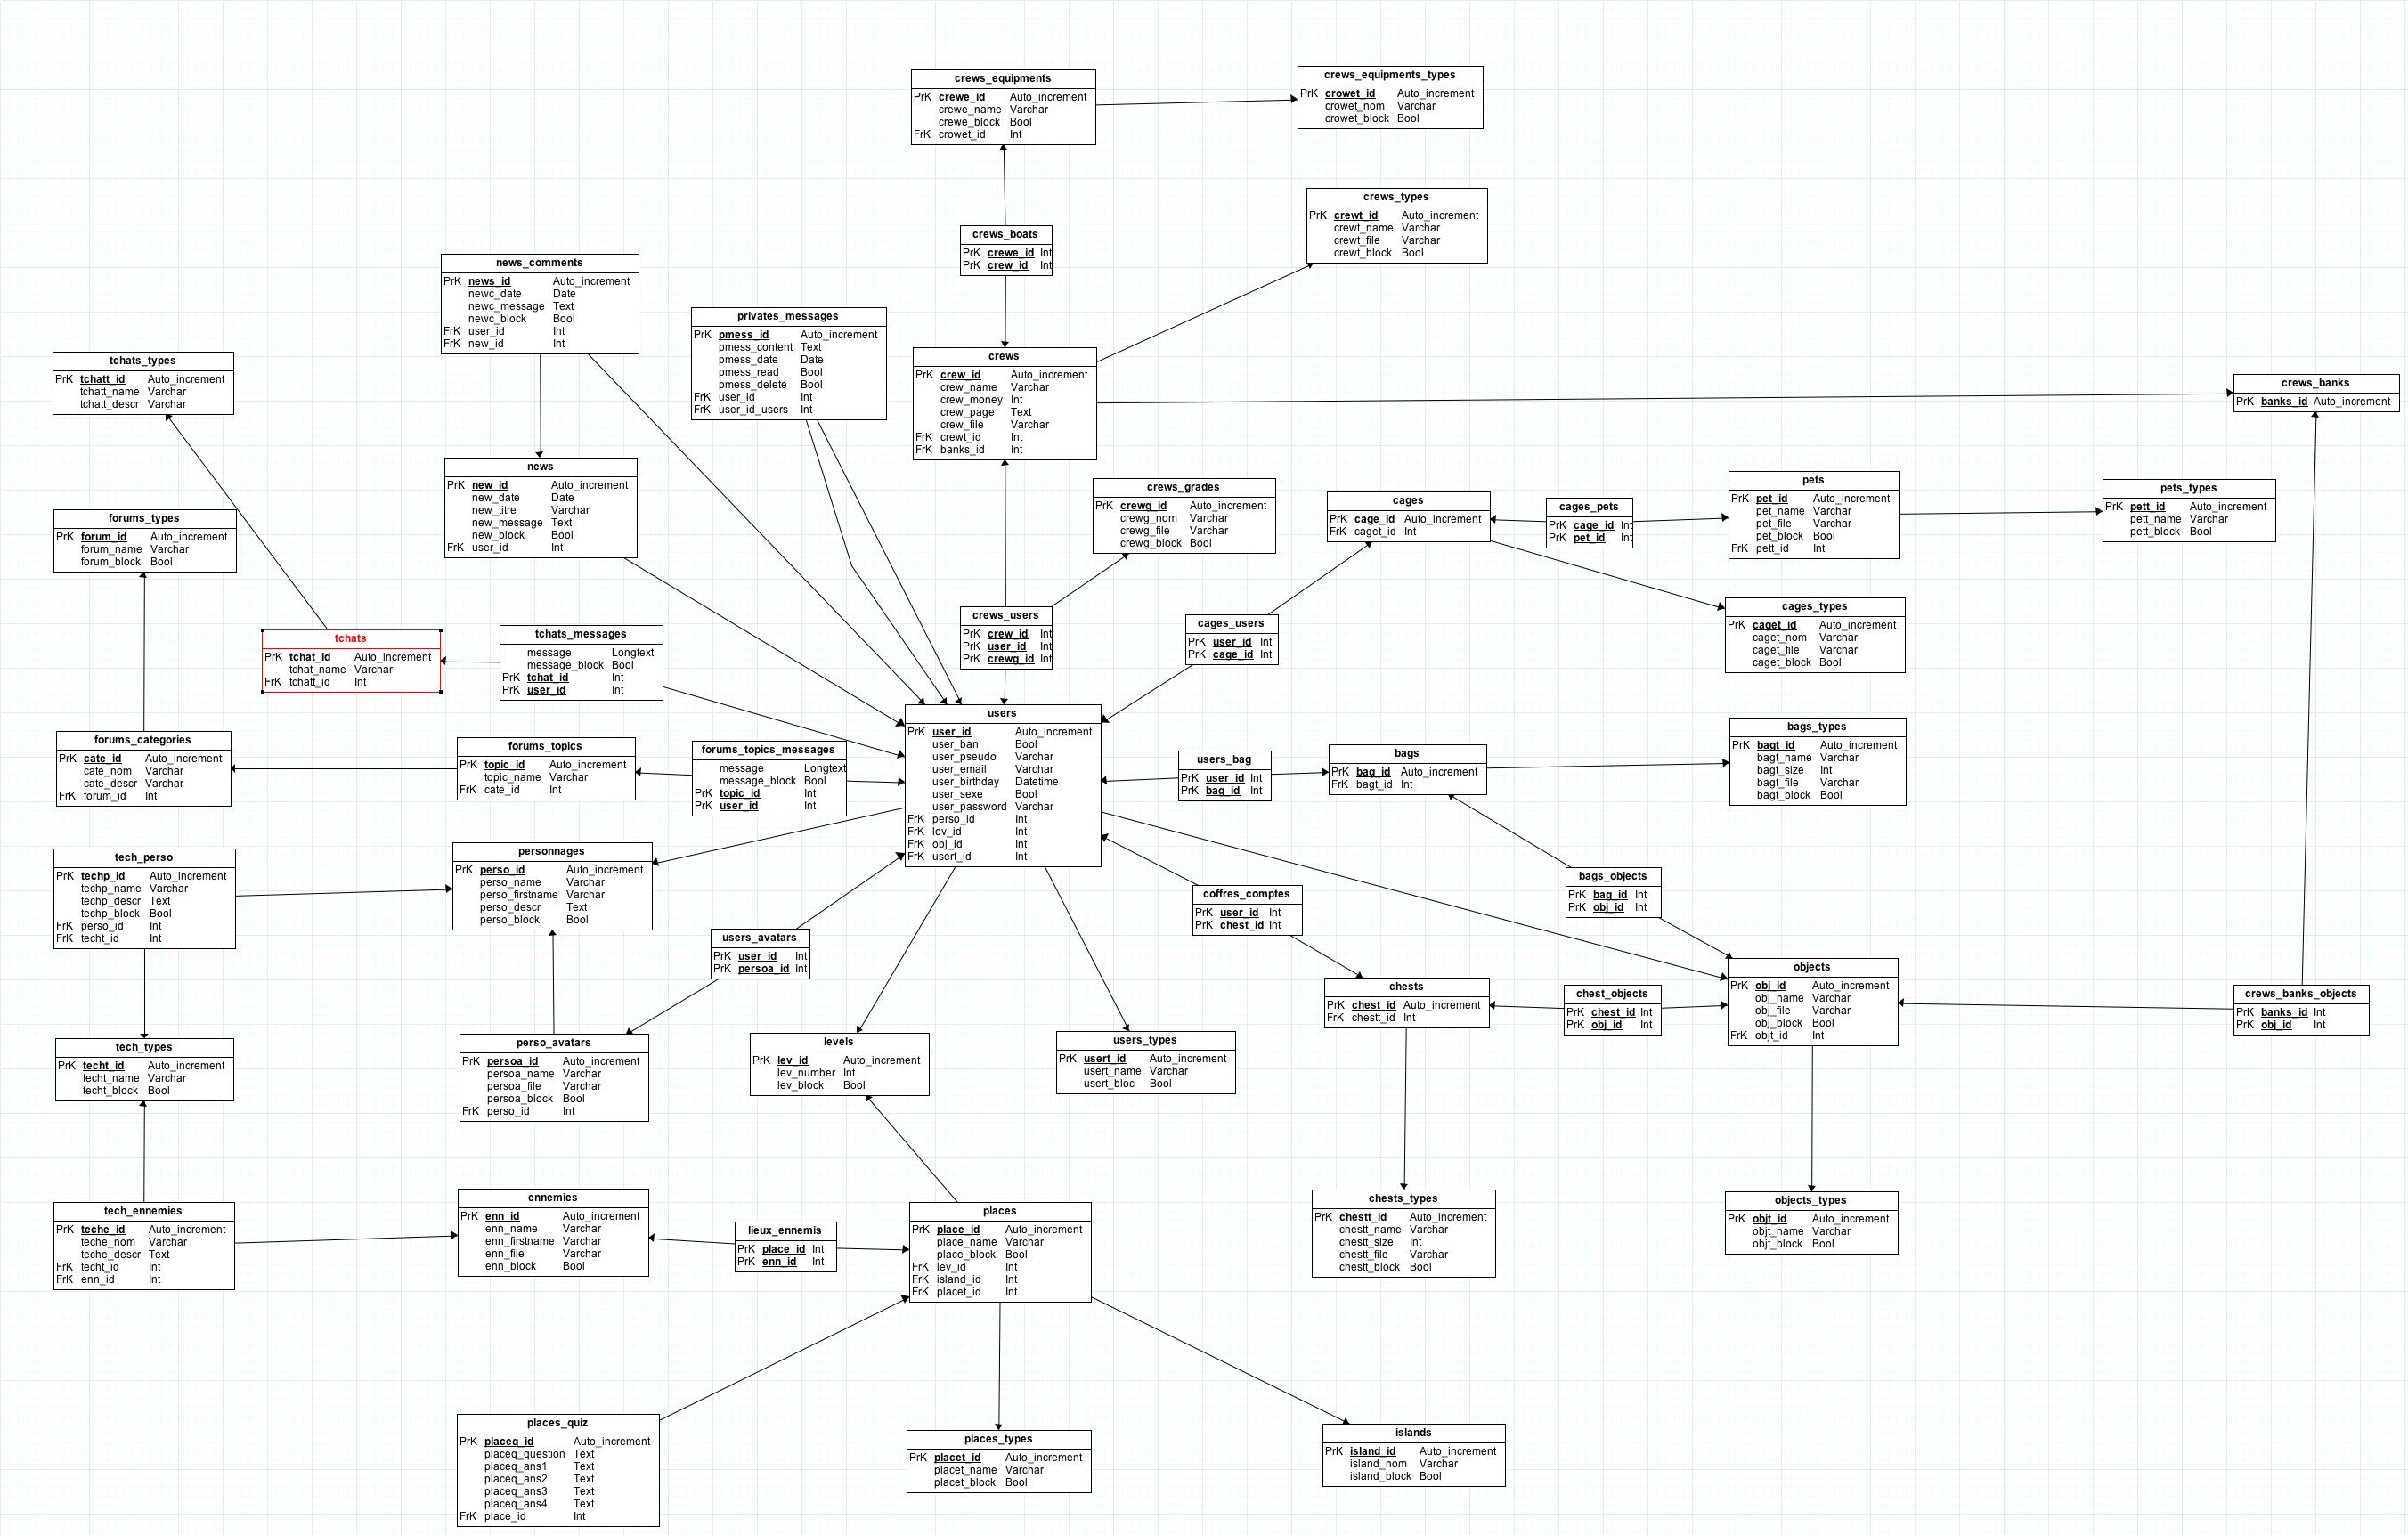 crews_equipments
PrK crewe_id Auto_increment
crewe_name Varchar
crewe_block Bool
FrK crowet_id Int
crews_equipments_types
PrK crowet_id Auto_increment
crowet_nom Varchar
crowet_block Bool
crews_types
PrK crewt_id Auto_increment
crewt_name Varchar
crewt_file Varchar
crewt_block Bool
crews_boats
PrK crewe_id Int
PrK crew_id Int
news_comments
PrK news_id Auto_increment
newc_date Date
newc_message Text
newc_block Bool
FrK user_id Int
FrK new_id Int
privates_messages
PrK pmess_id Auto_increment
pmess_content Text
pmess_date Date
pmess_read Bool
pmess_delete Bool
FrK user_id Int
FrK user_id_users Int
crews
PrK crew_id Auto_increment
crew_name Varchar
crew_money Int
crew_page Text
crew_file Varchar
FrK crewt_id Int
FrK banks_id Int
tchats_types
PrK tchatt_id Auto_increment
tchatt_name Varchar
tchatt_descr Varchar
crews_banks
PrK banks_id Auto_increment
news
PrK new_id Auto_increment
new_date Date
new_titre Varchar
new_message Text
new_block Bool
FrK user_id Int
crews_grades
PrK crewg_id Auto_increment
crewg_nom Varchar
crewg_file Varchar
crewg_block Bool
cages
PrK cage_id Auto_increment
FrK caget_id Int
cages_pets
PrK cage_id Int
PrK pet_id Int
pets
PrK pet_id Auto_increment
pet_name Varchar
pet_file Varchar
pet_block Bool
FrK pett_id Int
pets_types
PrK pett_id Auto_increment
pett_name Varchar
pett_block Bool
forums_types
PrK forum_id Auto_increment
forum_name Varchar
forum_block Bool
tchats
PrK tchat_id Auto_increment
tchat_name Varchar
FrK tchatt_id Int
tchats_messages
message Longtext
message_block Bool
PrK tchat_id Int
PrK user_id Int
crews_users
PrK crew_id Int
PrK user_id Int
PrK crewg_id Int
cages_users
PrK user_id Int
PrK cage_id Int
cages_types
PrK caget_id Auto_increment
caget_nom Varchar
caget_file Varchar
caget_block Bool
forums_categories
PrK cate_id Auto_increment
cate_nom Varchar
cate_descr Varchar
FrK forum_id Int
forums_topics
PrK topic_id Auto_increment
topic_name Varchar
FrK cate_id Int
forums_topics_messages
message Longtext
message_block Bool
PrK topic_id Int
PrK user_id Int
users
PrK user_id Auto_increment
user_ban Bool
user_pseudo Varchar
user_email Varchar
user_birthday Datetime
user_sexe Bool
user_password Varchar
FrK perso_id Int
FrK lev_id Int
FrK obj_id Int
FrK usert_id Int
users_bag
PrK user_id Int
PrK bag_id Int
bags
PrK bag_id Auto_increment
FrK bagt_id Int
bags_types
PrK bagt_id Auto_increment
bagt_name Varchar
bagt_size Int
bagt_file Varchar
bagt_block Bool
tech_perso
PrK techp_id Auto_increment
techp_name Varchar
techp_descr Text
techp_block Bool
FrK perso_id Int
FrK techt_id Int
personnages
PrK perso_id Auto_increment
perso_name Varchar
perso_firstname Varchar
perso_descr Text
perso_block Bool
users_avatars
PrK user_id Int
PrK persoa_id Int
coffres_comptes
PrK user_id Int
PrK chest_id Int
bags_objects
PrK bag_id Int
PrK obj_id Int
tech_types
PrK techt_id Auto_increment
techt_name Varchar
techt_block Bool
perso_avatars
PrK persoa_id Auto_increment
persoa_name Varchar
persoa_file Varchar
persoa_block Bool
FrK perso_id Int
levels
PrK lev_id Auto_increment
lev_number Int
lev_block Bool
users_types
PrK usert_id Auto_increment
usert_name Varchar
usert_bloc Bool
chests
PrK chest_id Auto_increment
FrK chestt_id Int
chest_objects
PrK chest_id Int
PrK obj_id Int
objects
PrK obj_id Auto_increment
obj_name Varchar
obj_file Varchar
obj_block Bool
FrK objt_id Int
crews_banks_objects
PrK banks_id Int
PrK obj_id Int
tech_ennemies
PrK teche_id Auto_increment
teche_nom Varchar
teche_descr Text
FrK techt_id Int
FrK enn_id Int
ennemies
PrK enn_id Auto_increment
enn_name Varchar
enn_firstname Varchar
enn_file Varchar
enn_block Bool
lieux_ennemis
PrK place_id Int
PrK enn_id Int
places
PrK place_id Auto_increment
place_name Varchar
place_block Bool
FrK lev_id Int
FrK island_id Int
FrK placet_id Int
chests_types
PrK chestt_id Auto_increment
chestt_name Varchar
chestt_size Int
chestt_file Varchar
chestt_block Bool
objects_types
PrK objt_id Auto_increment
objt_name Varchar
objt_block Bool
places_quiz
PrK placeq_id Auto_increment
placeq_question Text
placeq_ans1 Text
placeq_ans2 Text
placeq_ans3 Text
placeq_ans4 Text
FrK place_id Int
places_types
PrK placet_id Auto_increment
placet_name Varchar
placet_block Bool
islands
PrK island_id Auto_increment
island_nom Varchar
island_block Bool